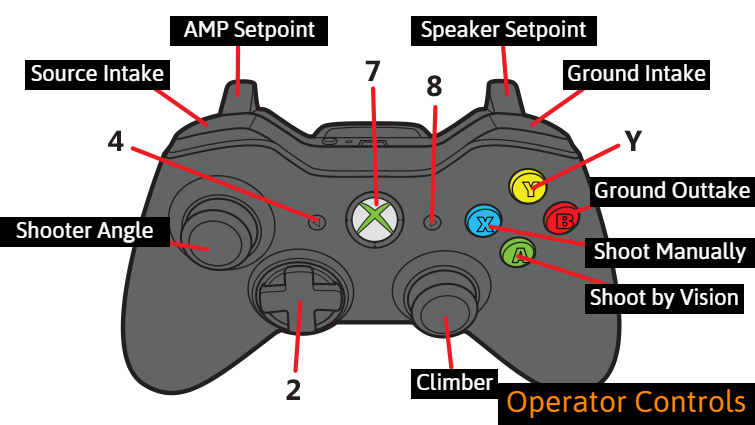 AMP Setpoint
Speaker Setpoint
Source Intake
7
8
Ground Intake
4
Y
Y
Ground Outtake
B
X
Shooter Angle
Shoot Manually
A
Shoot by Vision
2
Climber
Operator Controls